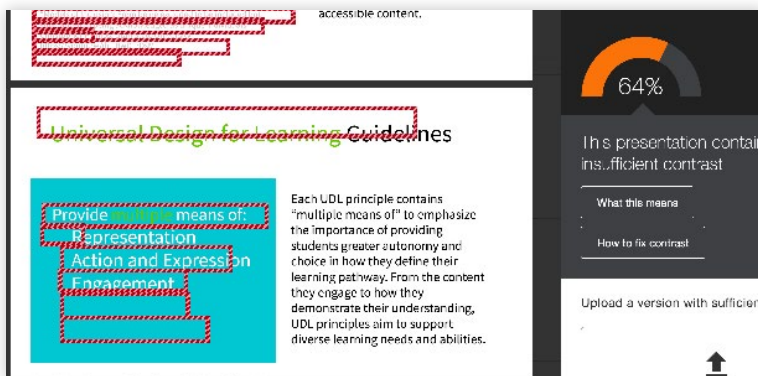 accessible content.
Universal Design for Learning Guidelines
Provide multiple means of:
Representation
Action and Expression
Engagement
Each UDL principle contains
“multiple means of” to emphasize
the importance of providing
students greater autonomy and
choice in how they define their
learning pathway. From the content
they engage to how they
demonstrate their understanding,
UDL principles aim to support
diverse learning needs and abilities.
64%
This presentation contain
insufficient contrast
What this means
How to fix contrast
Upload a version with sufficien